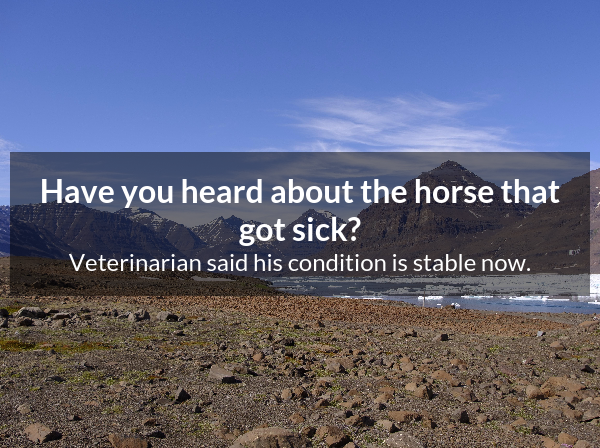 Have you heard about the horse that
got sick?
Veterinarian said his condition is stable now.